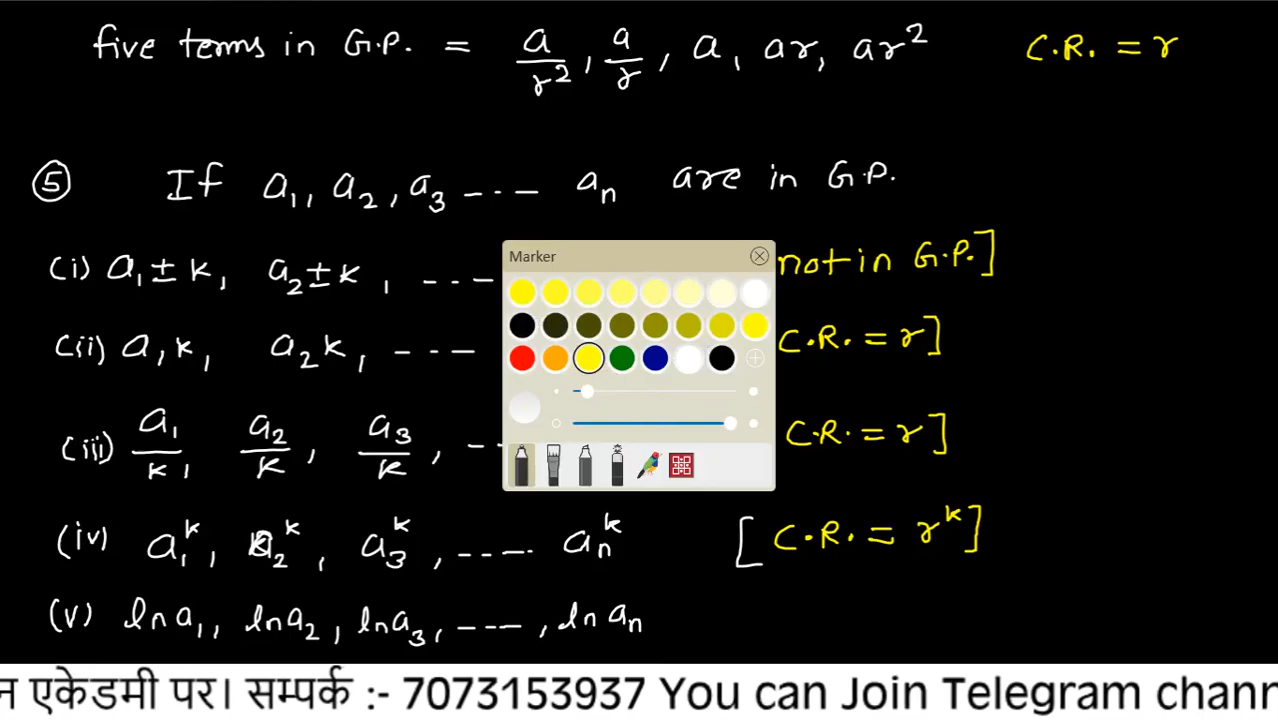 five terms in G.P. = a/r², a/r, a, ar, ar² C.R. = r
⑤ If a₁, a₂, a₃ ----- aₙ are in G.P.
(i) a₁ ± k, a₂ ± k, ---- not in G.P.]
Marker
(ii) a₁k, a₂k, ---- C.R. = r]
(iii) a₁/k, a₂/k, a₃/k, -- C.R. = r]
(iv) a₁ᵏ, a₂ᵏ, a₃ᵏ, ----- aₙᵏ [C.R. = rᵏ]
(v) ln a₁, ln a₂, ln a₃, ----, ln aₙ
एकेडमी पर। सम्पर्क :- 7073153937 You can Join Telegram